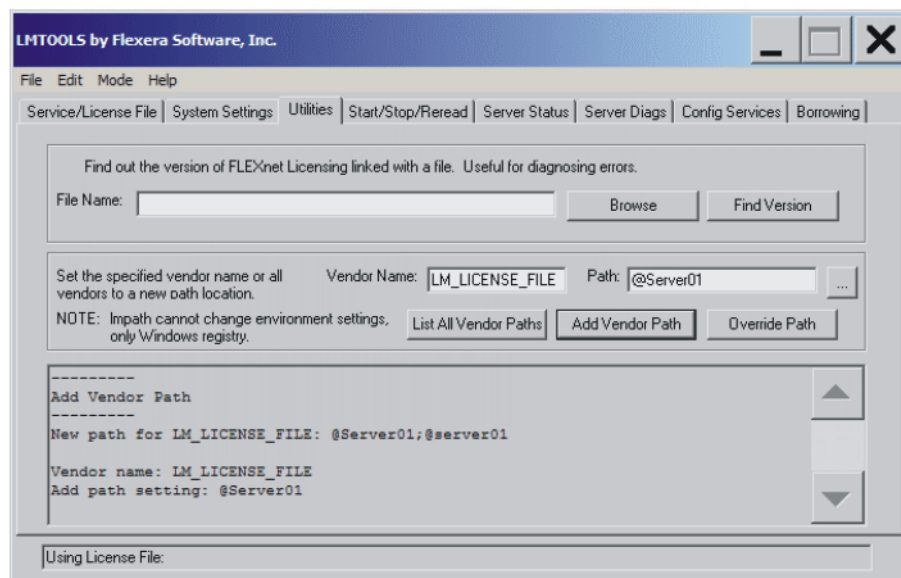 LMTOOLS by Flexera Software, Inc.
File Edit Mode Help
Service/License File System Settings Utilities Start/Stop/Reread Server Status Server Diags Config Services Borrowing
Find out the version of FLEXnet Licensing linked with a file. Useful for diagnosing errors.
File Name: Browse Find Version
Set the specified vendor name or all
vendors to a new path location.
Vendor Name: LM_LICENSE_FILE Path: @Server01 ...
NOTE: Impath cannot change environment settings,
only Windows registry.
List All Vendor Paths Add Vendor Path Override Path
---------
Add Vendor Path
---------
New path for LM_LICENSE_FILE: @Server01;@server01
Vendor name: LM_LICENSE_FILE
Add path setting: @Server01
Using License File: